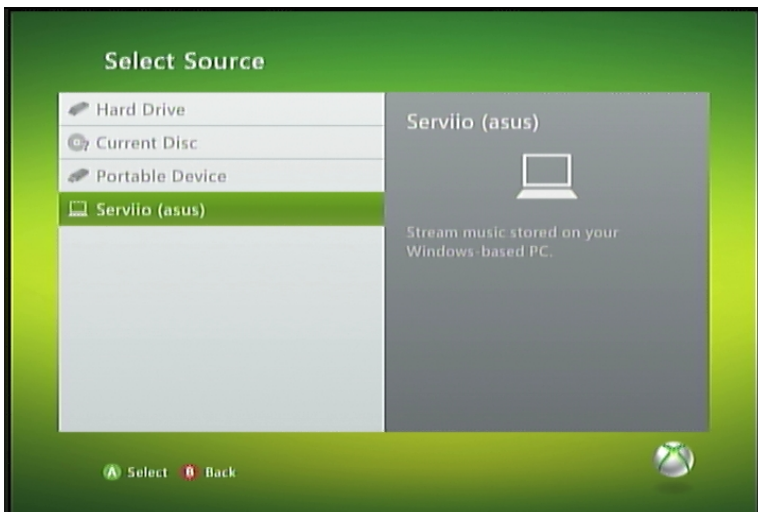 Select Source
Hard Drive
Current Disc
Portable Device
Serviio (asus)
Serviio (asus)
Stream music stored on your
Windows-based PC.
A Select B Back